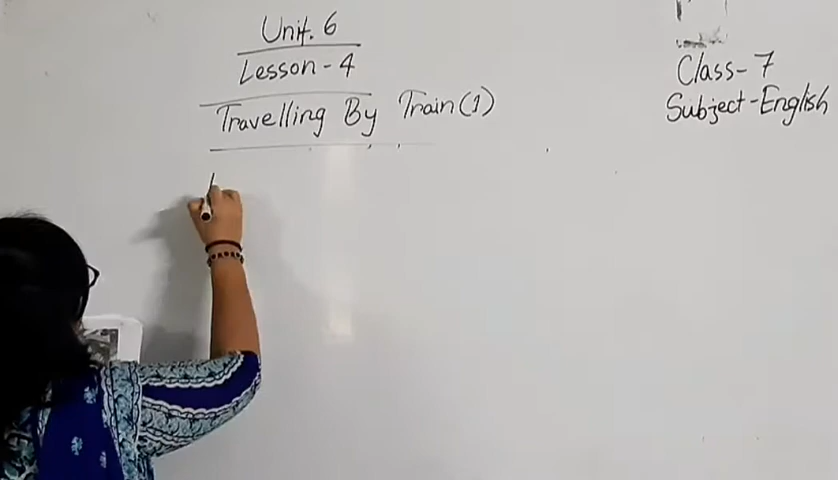 Unit. 6
Lesson - 4
Travelling By Train (1)
Class - 7
Subject - English